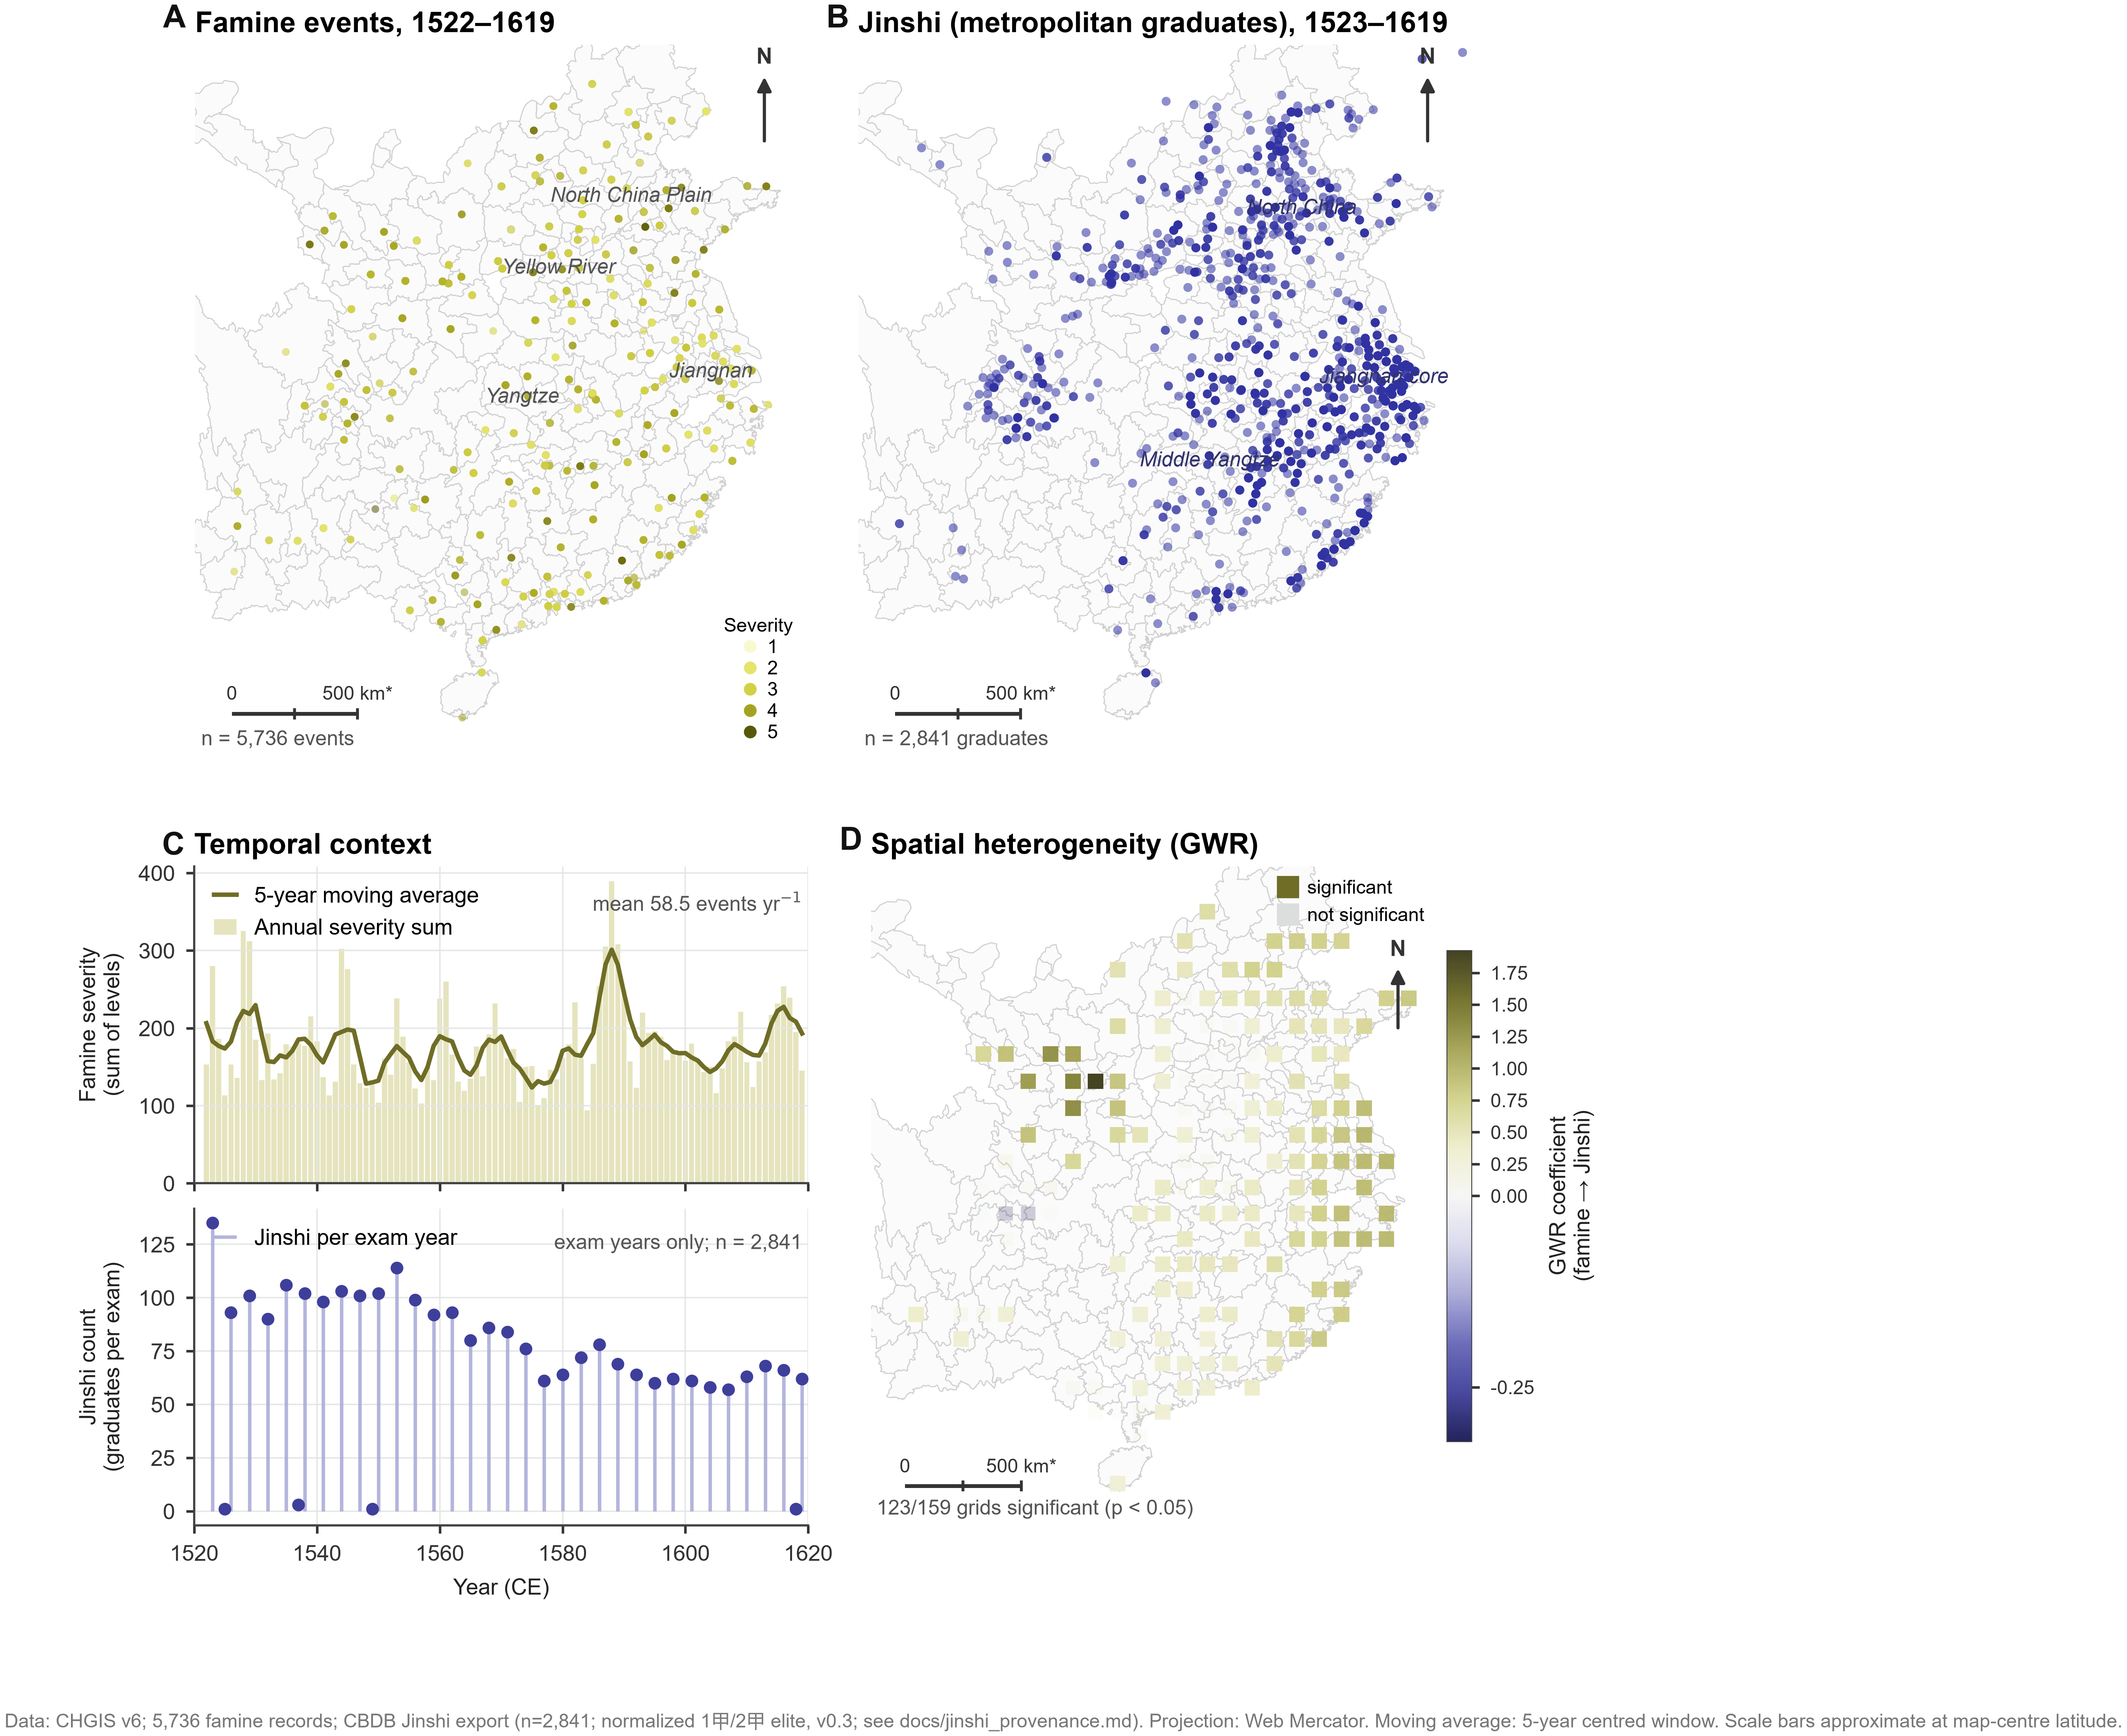 A Famine events, 1522–1619
N
North China Plain
Yellow River
Jiangnan
Yangtze
Severity
1
2
3
4
5
0 500 km*
n = 5,736 events
B Jinshi (metropolitan graduates), 1523–1619
N
North China
Jiangnan core
Middle Yangtze
0 500 km*
n = 2,841 graduates
C Temporal context
5-year moving average
Annual severity sum
mean 58.5 events yr⁻¹
Famine severity
(sum of levels)
400
300
200
100
0
Jinshi per exam year
exam years only; n = 2,841
Jinshi count
(graduates per exam)
125
100
75
50
25
0
1520 1540 1560 1580 1600 1620
Year (CE)
D Spatial heterogeneity (GWR)
significant
not significant
N
1.75
1.50
1.25
1.00
0.75
0.50
0.25
0.00
-0.25
GWR coefficient
(famine → Jinshi)
0 500 km*
123/159 grids significant (p < 0.05)
Data: CHGIS v6; 5,736 famine records; CBDB Jinshi export (n=2,841; normalized 1甲/2甲 elite, v0.3; see docs/jinshi_provenance.md). Projection: Web Mercator. Moving average: 5-year centred window. Scale bars approximate at map-centre latitude.